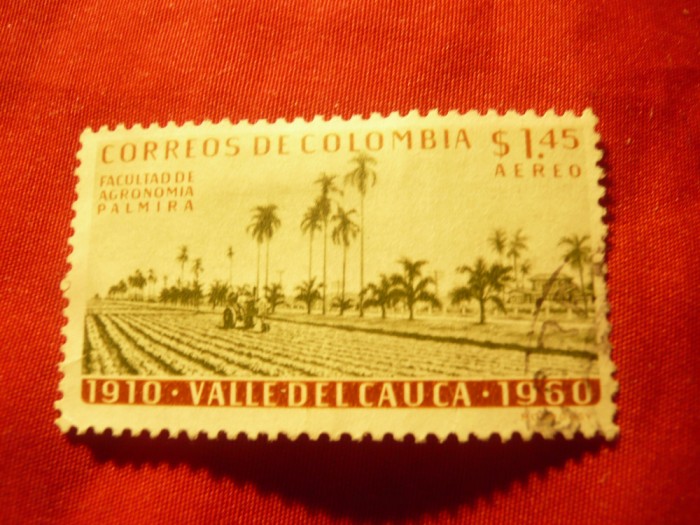 CORREOS DE COLOMBIA $1.45
AEREO
FACULTAD DE
AGRONOMIA
PALMIRA
1910 · VALLE·DEL CAUCA · 1960